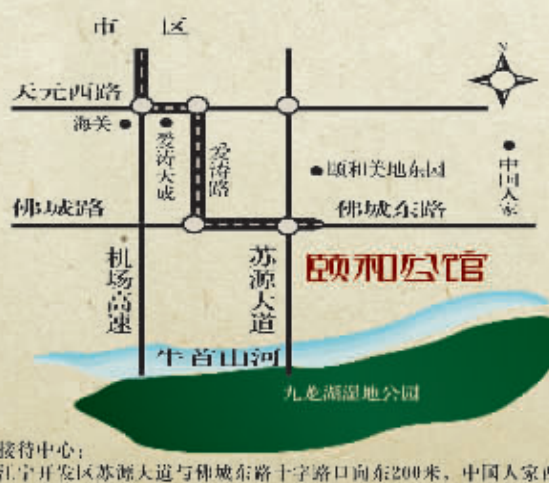 市 区
N
天元西路
海关
爱涛天成
爱涛路
颐和美地东园
中国人家
佛城路
佛城东路
机场高速
苏源大道
颐和公馆
牛首山河
九龙湖湿地公园
接待中心:
江宁开发区苏源大道与佛城东路十字路口向东200米,中国人家西